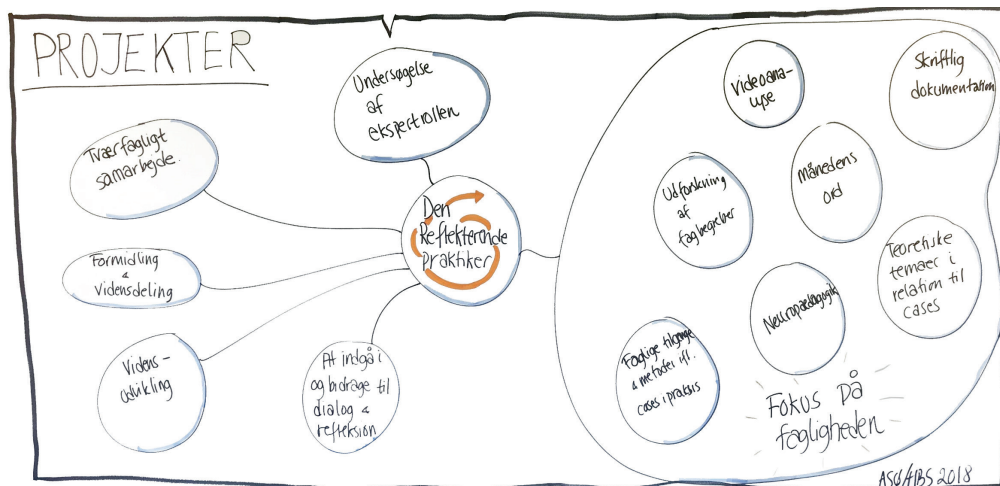 PROJEKTER
Undersøgelse
af
ekspertrollen
Tværfagligt
samarbejde.
Formidling
&
Vidensdeling
Videns-
udvikling
At indgå i
og bidrage til
dialog &
refleksion
Den
Reflekterende
praktiker
Videoana-
lyse
Skriftlig
dokumentation
Udforskning
af
fagbegreber
Månedens
ord
Teoretiske
temaer i
relation til
cases
Neuropædagogik
Faglige tilgange
& metoder ift.
cases i praksis
Fokus på
fagligheden
2018